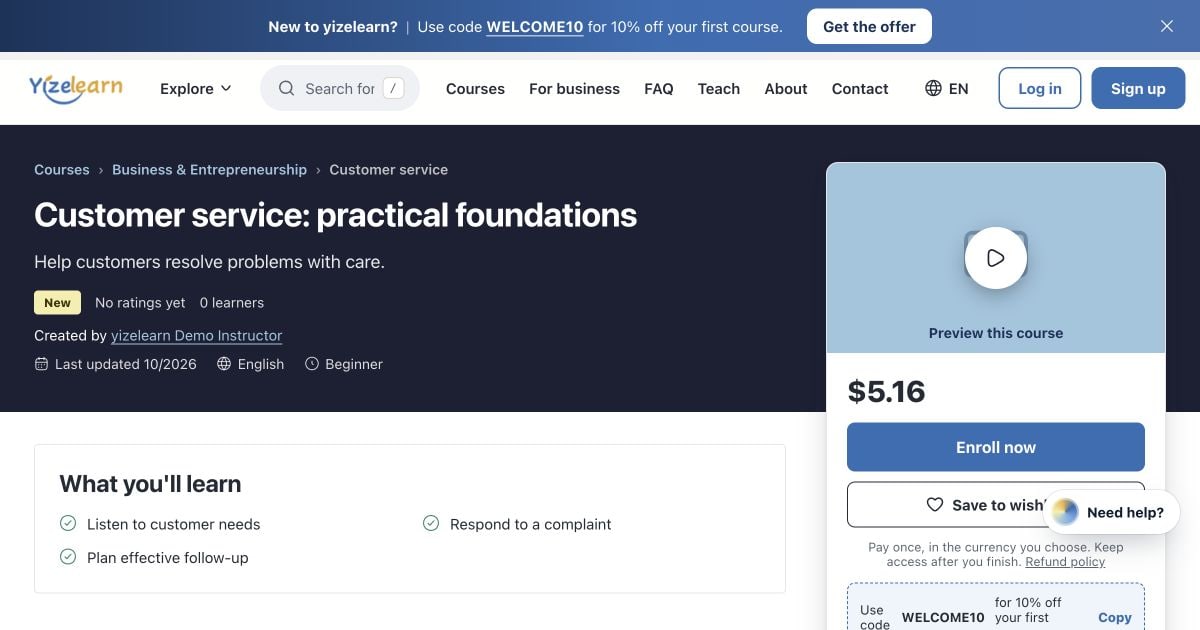 New to yizelearn? | Use code WELCOME10 for 10% off your first course. Get the offer
Yizelearn Explore Search for / Courses For business FAQ Teach About Contact EN Log in Sign up
Courses › Business & Entrepreneurship › Customer service
Customer service: practical foundations
Help customers resolve problems with care.
New No ratings yet 0 learners
Created by yizelearn Demo Instructor
Last updated 10/2026 English Beginner
What you'll learn
Listen to customer needs Respond to a complaint
Plan effective follow-up
Preview this course
$5.16
Enroll now
Save to wish
Need help?
Pay once, in the currency you choose. Keep
access after you finish. Refund policy
Use code WELCOME10 for 10% off your first Copy